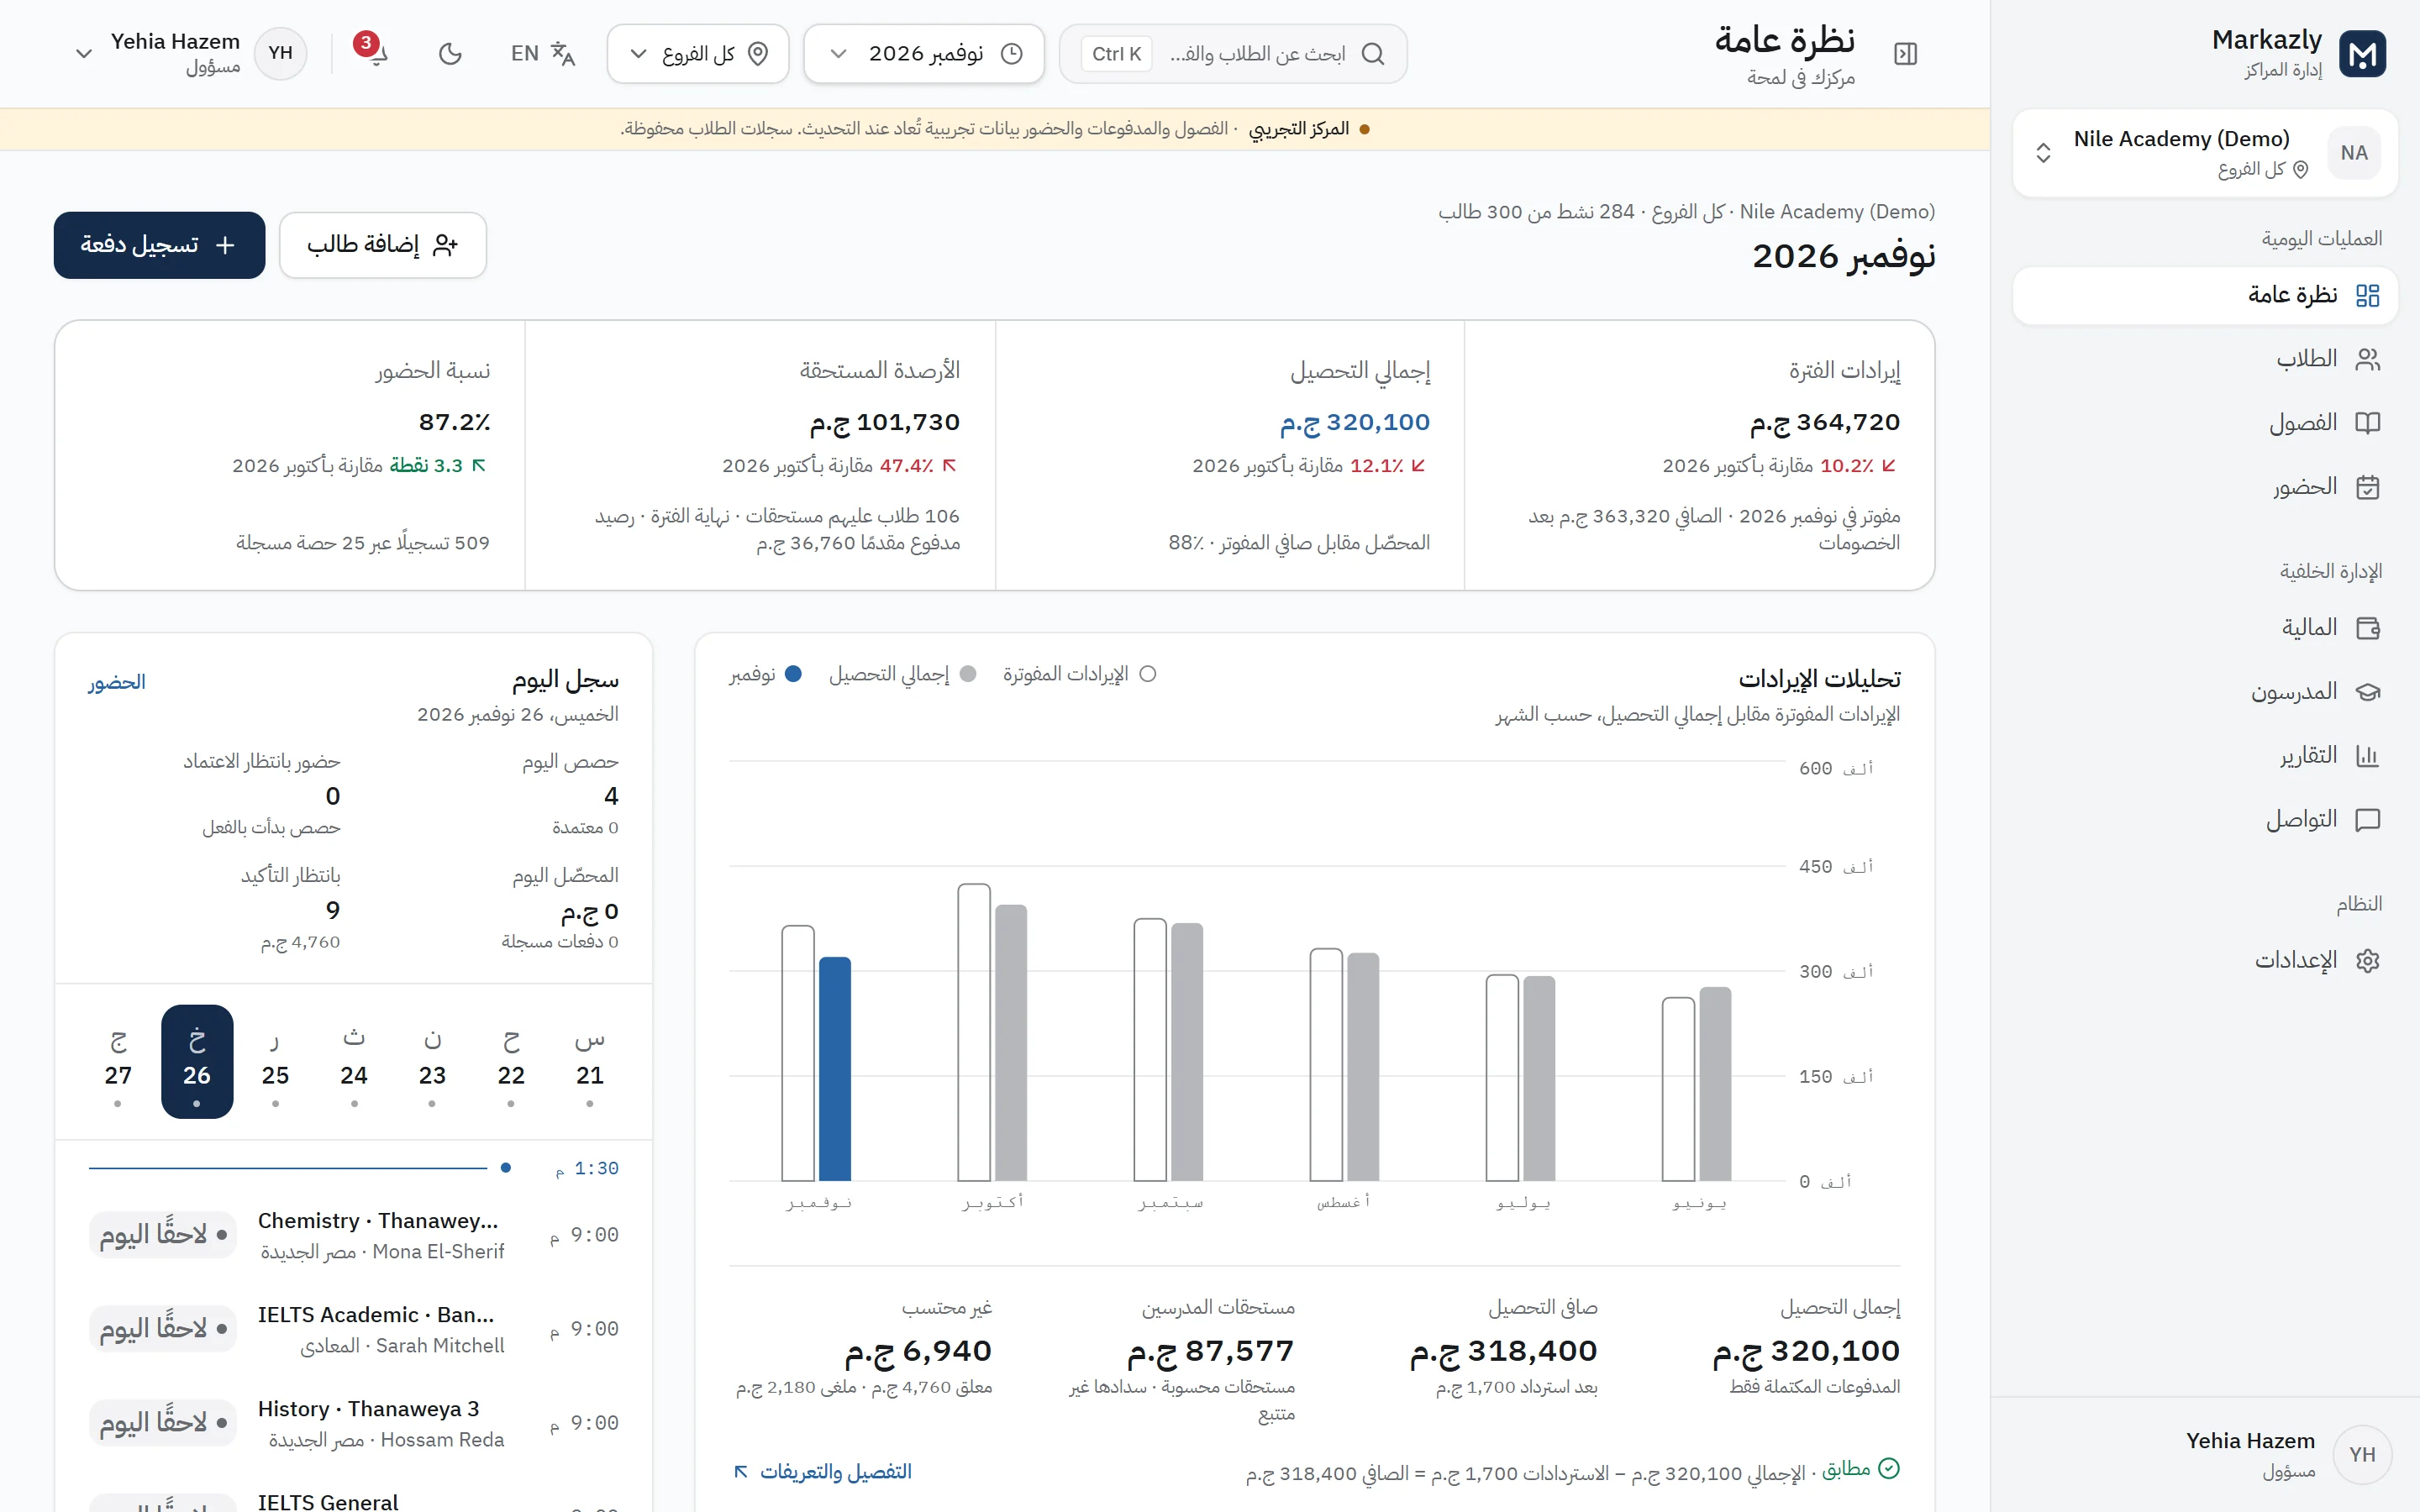 Markazly
إدارة المراكز
NA
Nile Academy (Demo)
كل الفروع
العمليات اليومية
نظرة عامة
الطلاب
الفصول
الحضور
الإدارة الخلفية
المالية
المدرسون
التقارير
التواصل
النظام
الإعدادات
YH
Yehia Hazem
مسؤول
نظرة عامة
مركزك في لمحة
ابحث عن الطلاب والف...
Ctrl K
نوفمبر 2026
كل الفروع
EN
3
YH
Yehia Hazem
مسؤول
المركز التجريبي · الفصول والمدفوعات والحضور بيانات تجريبية تُعاد عند التحديث. سجلات الطلاب محفوظة.
Nile Academy (Demo) · كل الفروع · 284 نشط من 300 طالب
نوفمبر 2026
إضافة طالب
تسجيل دفعة
إيرادات الفترة
364,720 ج.م
10.2٪ مقارنة بأكتوبر 2026
مفوتر في نوفمبر 2026 · الصافي 363,320 ج.م بعد
الخصومات
إجمالي التحصيل
320,100 ج.م
12.1٪ مقارنة بأكتوبر 2026
المحصّل مقابل صافي المفوتر · 88٪
الأرصدة المستحقة
101,730 ج.م
47.4٪ مقارنة بأكتوبر 2026
106 طلاب عليهم مستحقات · نهاية الفترة · رصيد
مدفوع مقدمًا 36,760 ج.م
نسبة الحضور
87.2٪
3.3 نقطة مقارنة بأكتوبر 2026
509 تسجيلًا عبر 25 حصة مسجلة
تحليلات الإيرادات
الإيرادات المفوترة مقابل إجمالي التحصيل، حسب الشهر
الإيرادات المفوترة
إجمالي التحصيل
نوفمبر
600 ألف
450 ألف
300 ألف
150 ألف
0 ألف
يونيو
يوليو
أغسطس
سبتمبر
أكتوبر
نوفمبر
إجمالي التحصيل
320,100 ج.م
المدفوعات المكتملة فقط
صافي التحصيل
318,400 ج.م
بعد استرداد 1,700 ج.م
مستحقات المدرسين
87,577 ج.م
مستحقات محسوبة · سدادها غير
متتبع
غير محتسب
6,940 ج.م
معلق 4,760 ج.م · ملغى 2,180 ج.م
مطابق · الإجمالي 320,100 ج.م − الاستردادات 1,700 ج.م = الصافي 318,400 ج.م
التفصيل والتعريفات
سجل اليوم
الحضور
الخميس، 26 نوفمبر 2026
حصص اليوم
4
0 معتمدة
حضور بانتظار الاعتماد
0
حصص بدأت بالفعل
المحصّل اليوم
0 ج.م
0 دفعات مسجلة
بانتظار التأكيد
9
4,760 ج.م
س ح ن ث ر خ ج
21 22 23 24 25 26 27
1:30 م
9:00 م
Chemistry · Thanawey...
Mona El-Sherif · مصر الجديدة
لاحقًا اليوم
9:00 م
IELTS Academic · Ban...
Sarah Mitchell · المعادي
لاحقًا اليوم
9:00 م
History · Thanaweya 3
Hossam Reda · مصر الجديدة
لاحقًا اليوم
IELTS General